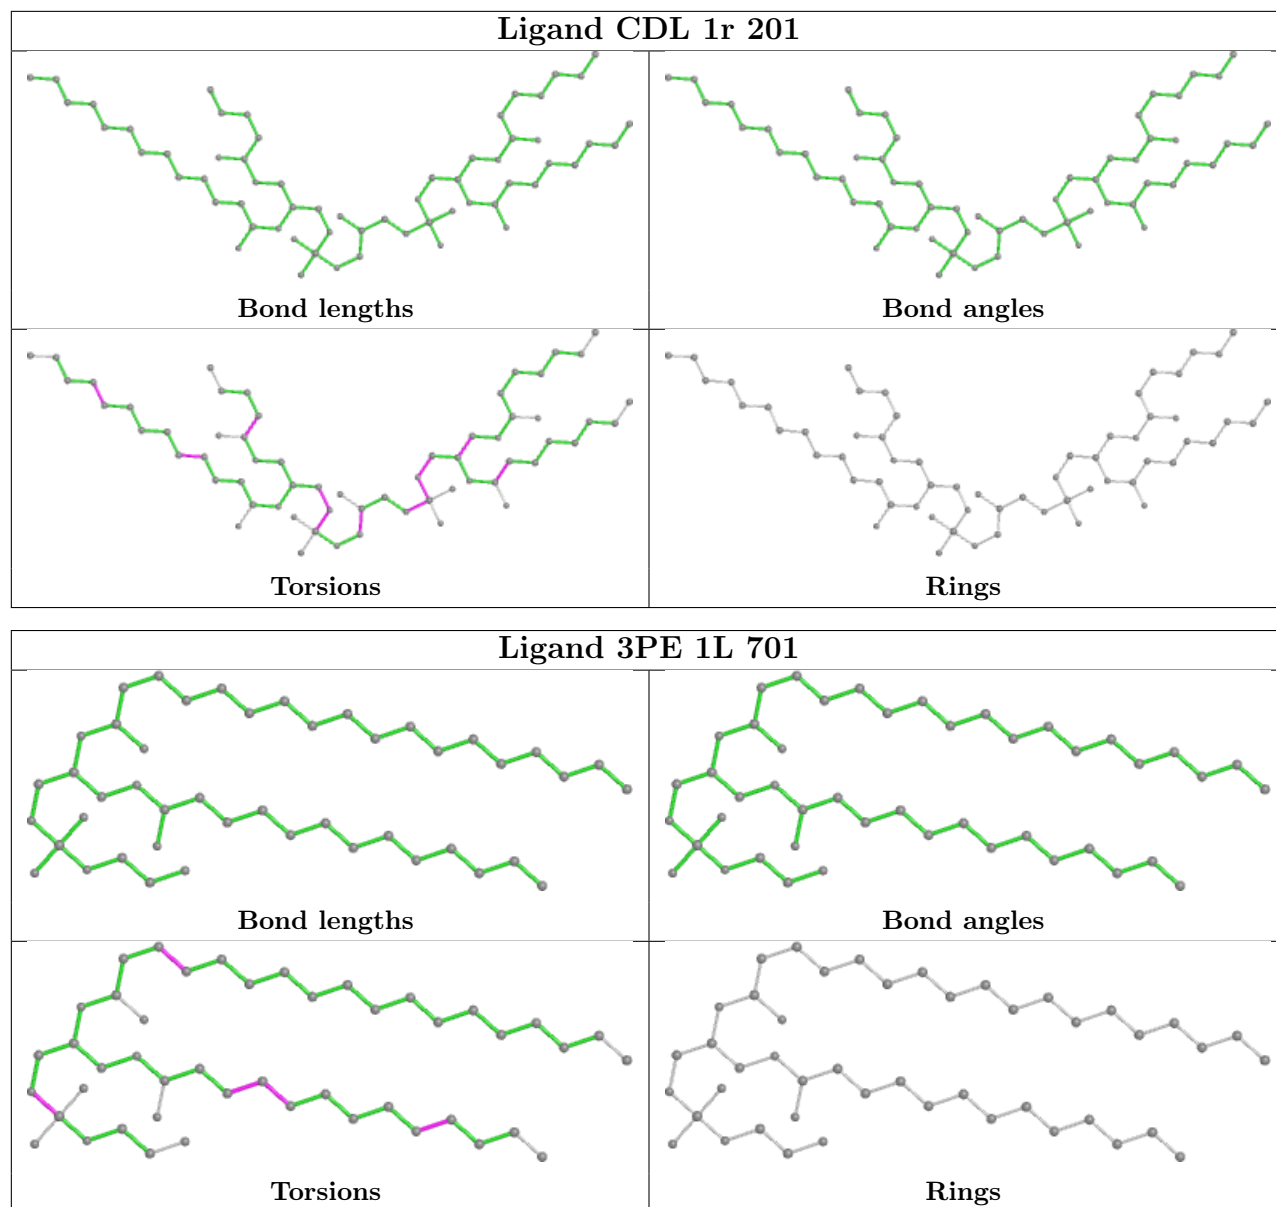 Ligand CDL 1r 201
Bond lengths
Bond angles
Torsions
Rings
Ligand 3PE 1L 701
Bond lengths
Bond angles
Torsions
Rings